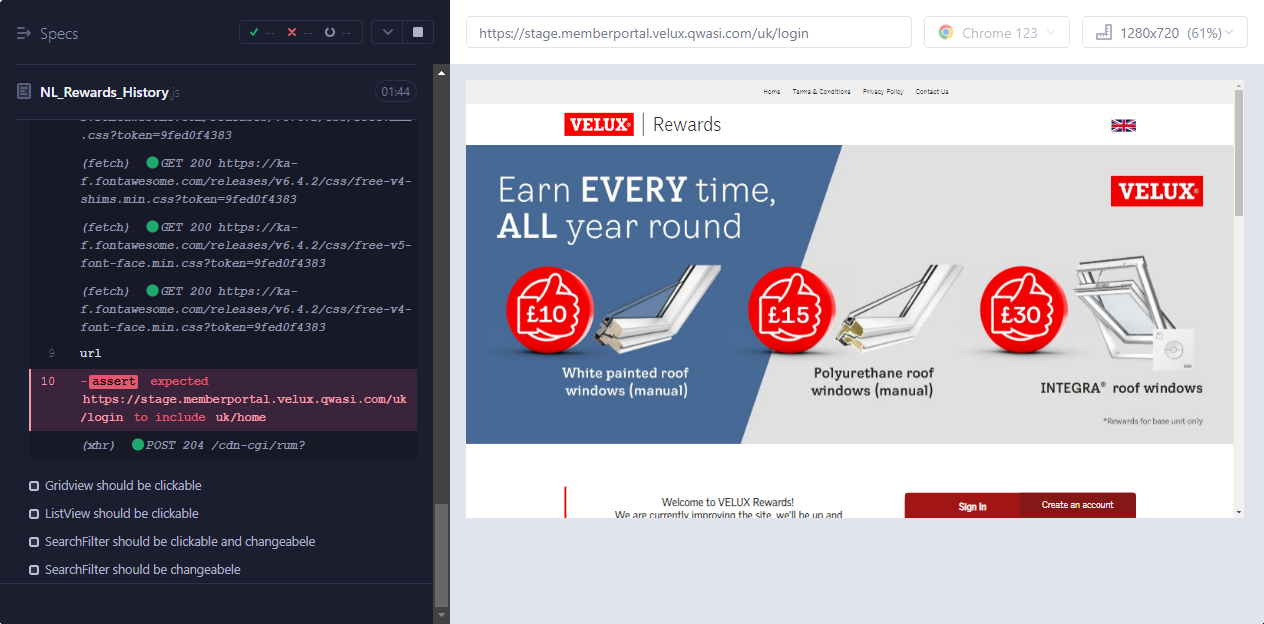 Specs
-- -- --
NL_Rewards_History.js
01:44
.css?token=9fed0f4383
(fetch) GET 200 https://ka-
f.fontawesome.com/releases/v6.4.2/css/free-v4-
shims.min.css?token=9fed0f4383
(fetch) GET 200 https://ka-
f.fontawesome.com/releases/v6.4.2/css/free-v5-
font-face.min.css?token=9fed0f4383
(fetch) GET 200 https://ka-
f.fontawesome.com/releases/v6.4.2/css/free-v4-
font-face.min.css?token=9fed0f4383
9 url
10 -assert expected
https://stage.memberportal.velux.qwasi.com/uk
/login to include uk/home
(xhr) POST 204 /cdn-cgi/rum?
Gridview should be clickable
ListView should be clickable
SearchFilter should be clickable and changeabele
SearchFilter should be changeabele
https://stage.memberportal.velux.qwasi.com/uk/login
Chrome 123
1280x720 (61%)
Home Terms & Conditions Privacy Policy Contact Us
VELUX® | Rewards
Earn EVERY time,
ALL year round
VELUX®
£10
£15
£30
White painted roof
windows (manual)
Polyurethane roof
windows (manual)
INTEGRA® roof windows
*Rewards for base unit only
Welcome to VELUX Rewards!
We are currently improving the site, we'll be up and
Sign In
Create an account